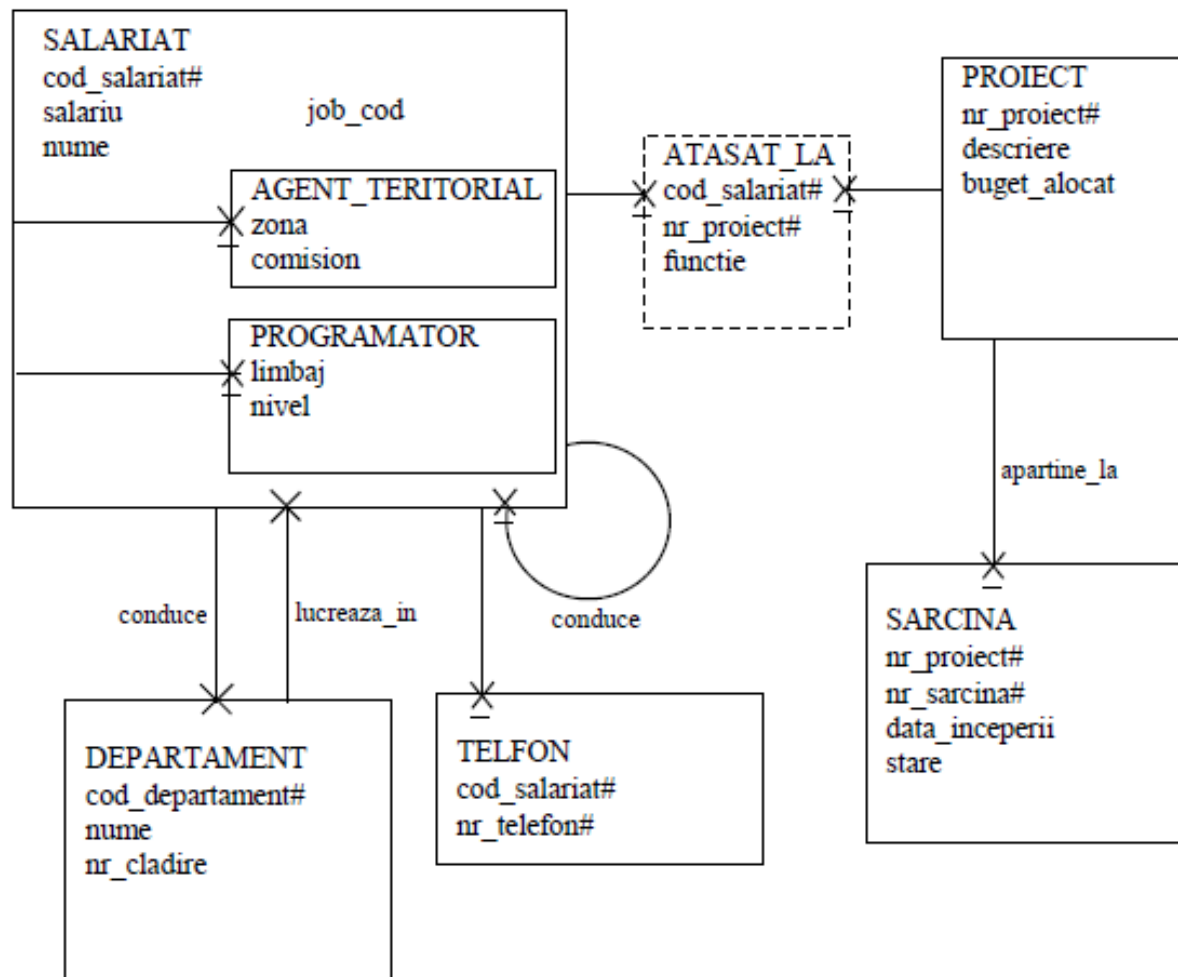 SALARIAT
cod_salariat#
salariu
job_cod
nume
AGENT_TERITORIAL
zona
comision
PROGRAMATOR
limbaj
nivel
ATASAT_LA
cod_salariat#
nr_proiect#
functie
PROIECT
nr_proiect#
descriere
buget_alocat
apartine_la
conduce
lucreaza_in
conduce
DEPARTAMENT
cod_departament#
nume
nr_cladire
TELFON
cod_salariat#
nr_telefon#
SARCINA
nr_proiect#
nr_sarcina#
data_inceperii
stare